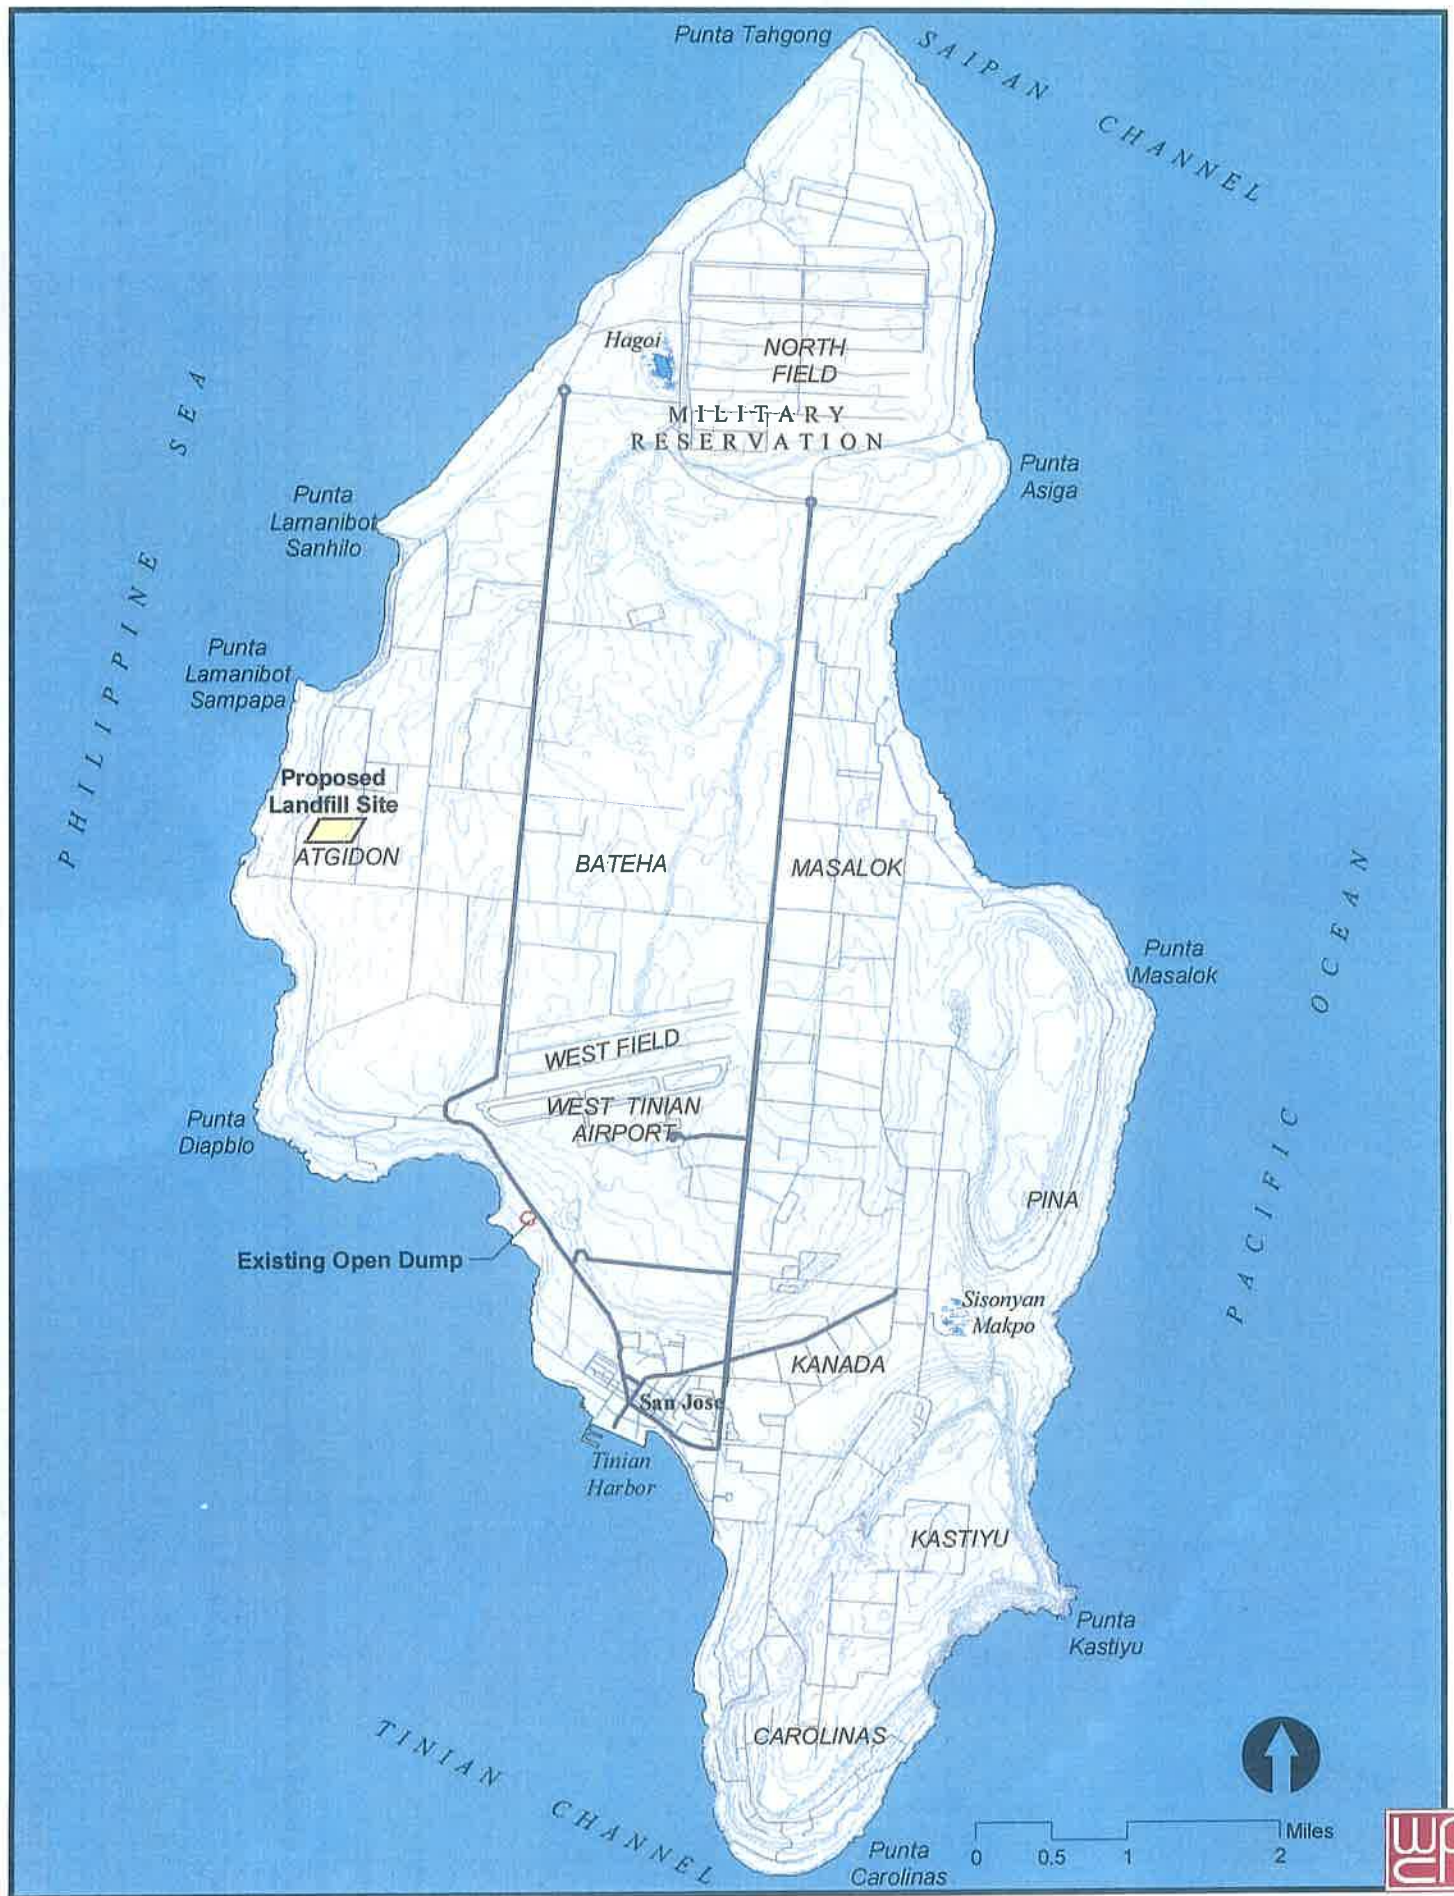 Punta Tahgong
SAIPAN CHANNEL
Hagoi
NORTH
FIELD
MILITARY
RESERVATION
Punta
Asiga
Punta
Lamanibot
Sanhilo
PHILIPPINE SEA
Punta
Lamanibot
Sampapa
Proposed
Landfill Site
ATGIDON
BATEHA
MASALOK
Punta
Masalok
PACIFIC OCEAN
WEST FIELD
WEST TINIAN
AIRPORT
Punta
Diapblo
PINA
Existing Open Dump
Sisonyan
Makpo
KANADA
San Jose
Tinian
Harbor
KASTIYU
Punta
Kastiyu
CAROLINAS
TINIAN CHANNEL
Punta
Carolinas
Miles
0 0.5 1 2